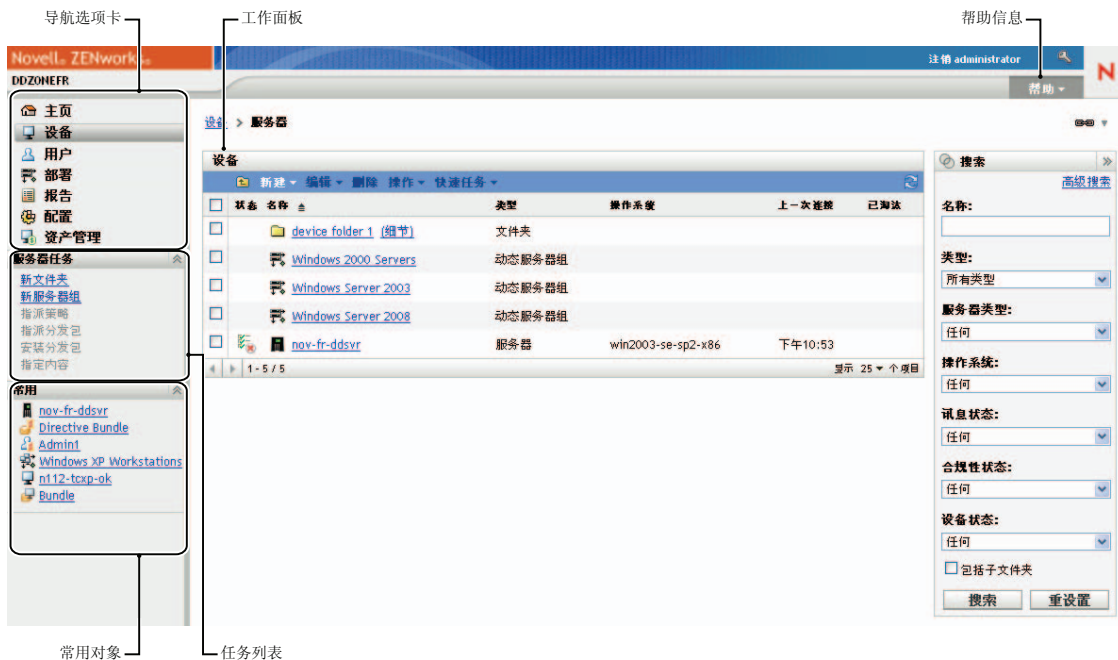 导航选项卡
工作面板
帮助信息
Novell® ZENworks®
注销 administrator
DDZONEFR
帮助
N
主页
设备
用户
部署
报告
配置
资产管理
服务器任务
新文件夹
新服务器组
指派策略
指派分发包
安装分发包
指定内容
常用
nov-fr-ddsvr
Directive Bundle
Admin1
Windows XP Workstations
n112-tcxp-ok
Bundle
设备 > 服务器
设备
新建 编辑 删除 操作 快速任务
状态 名称 类型 操作系统 上一次连接 已淘汰
device folder 1 (细节) 文件夹
Windows 2000 Servers 动态服务器组
Windows Server 2003 动态服务器组
Windows Server 2008 动态服务器组
nov-fr-ddsvr 服务器 win2003-se-sp2-x86 下午10:53
1 - 5 / 5 显示 25 个项目
搜索
高级搜索
名称:
类型:
所有类型
服务器类型:
任何
操作系统:
任何
讯息状态:
任何
合规性状态:
任何
设备状态:
任何
包括子文件夹
搜索 重设置
常用对象
任务列表